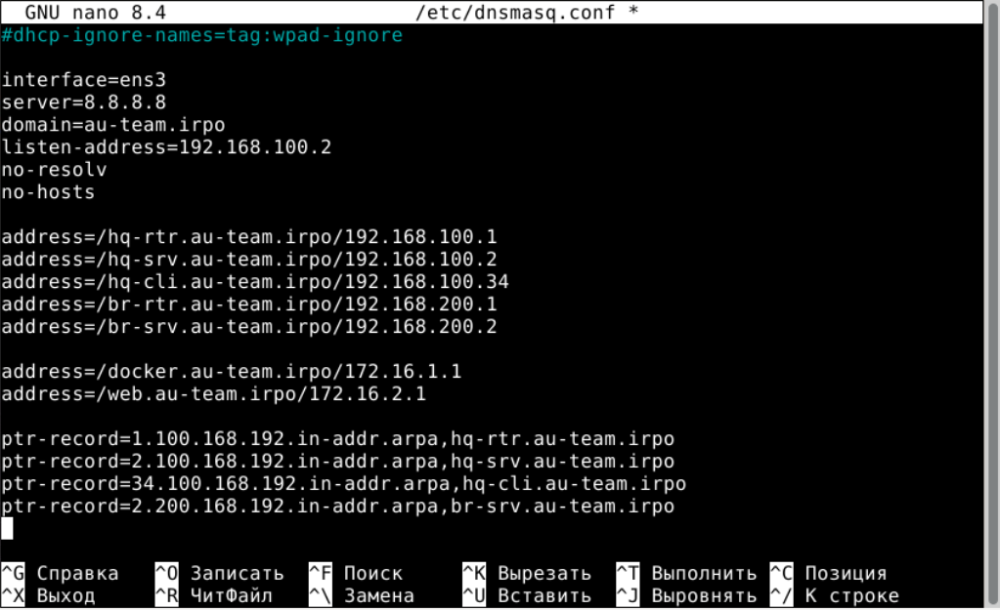 GNU nano 8.4 /etc/dnsmasq.conf *
#dhcp-ignore-names=tag:wpad-ignore
interface=ens3
server=8.8.8.8
domain=au-team.irpo
listen-address=192.168.100.2
no-resolv
no-hosts
address=/hq-rtr.au-team.irpo/192.168.100.1
address=/hq-srv.au-team.irpo/192.168.100.2
address=/hq-cli.au-team.irpo/192.168.100.34
address=/br-rtr.au-team.irpo/192.168.200.1
address=/br-srv.au-team.irpo/192.168.200.2
address=/docker.au-team.irpo/172.16.1.1
address=/web.au-team.irpo/172.16.2.1
ptr-record=1.100.168.192.in-addr.arpa,hq-rtr.au-team.irpo
ptr-record=2.100.168.192.in-addr.arpa,hq-srv.au-team.irpo
ptr-record=34.100.168.192.in-addr.arpa,hq-cli.au-team.irpo
ptr-record=2.200.168.192.in-addr.arpa,br-srv.au-team.irpo
^G Справка ^O Записать ^F Поиск ^K Вырезать ^T Выполнить ^C Позиция
^X Выход ^R ЧитФайл ^\ Замена ^U Вставить ^J Выровнять ^/ К строке